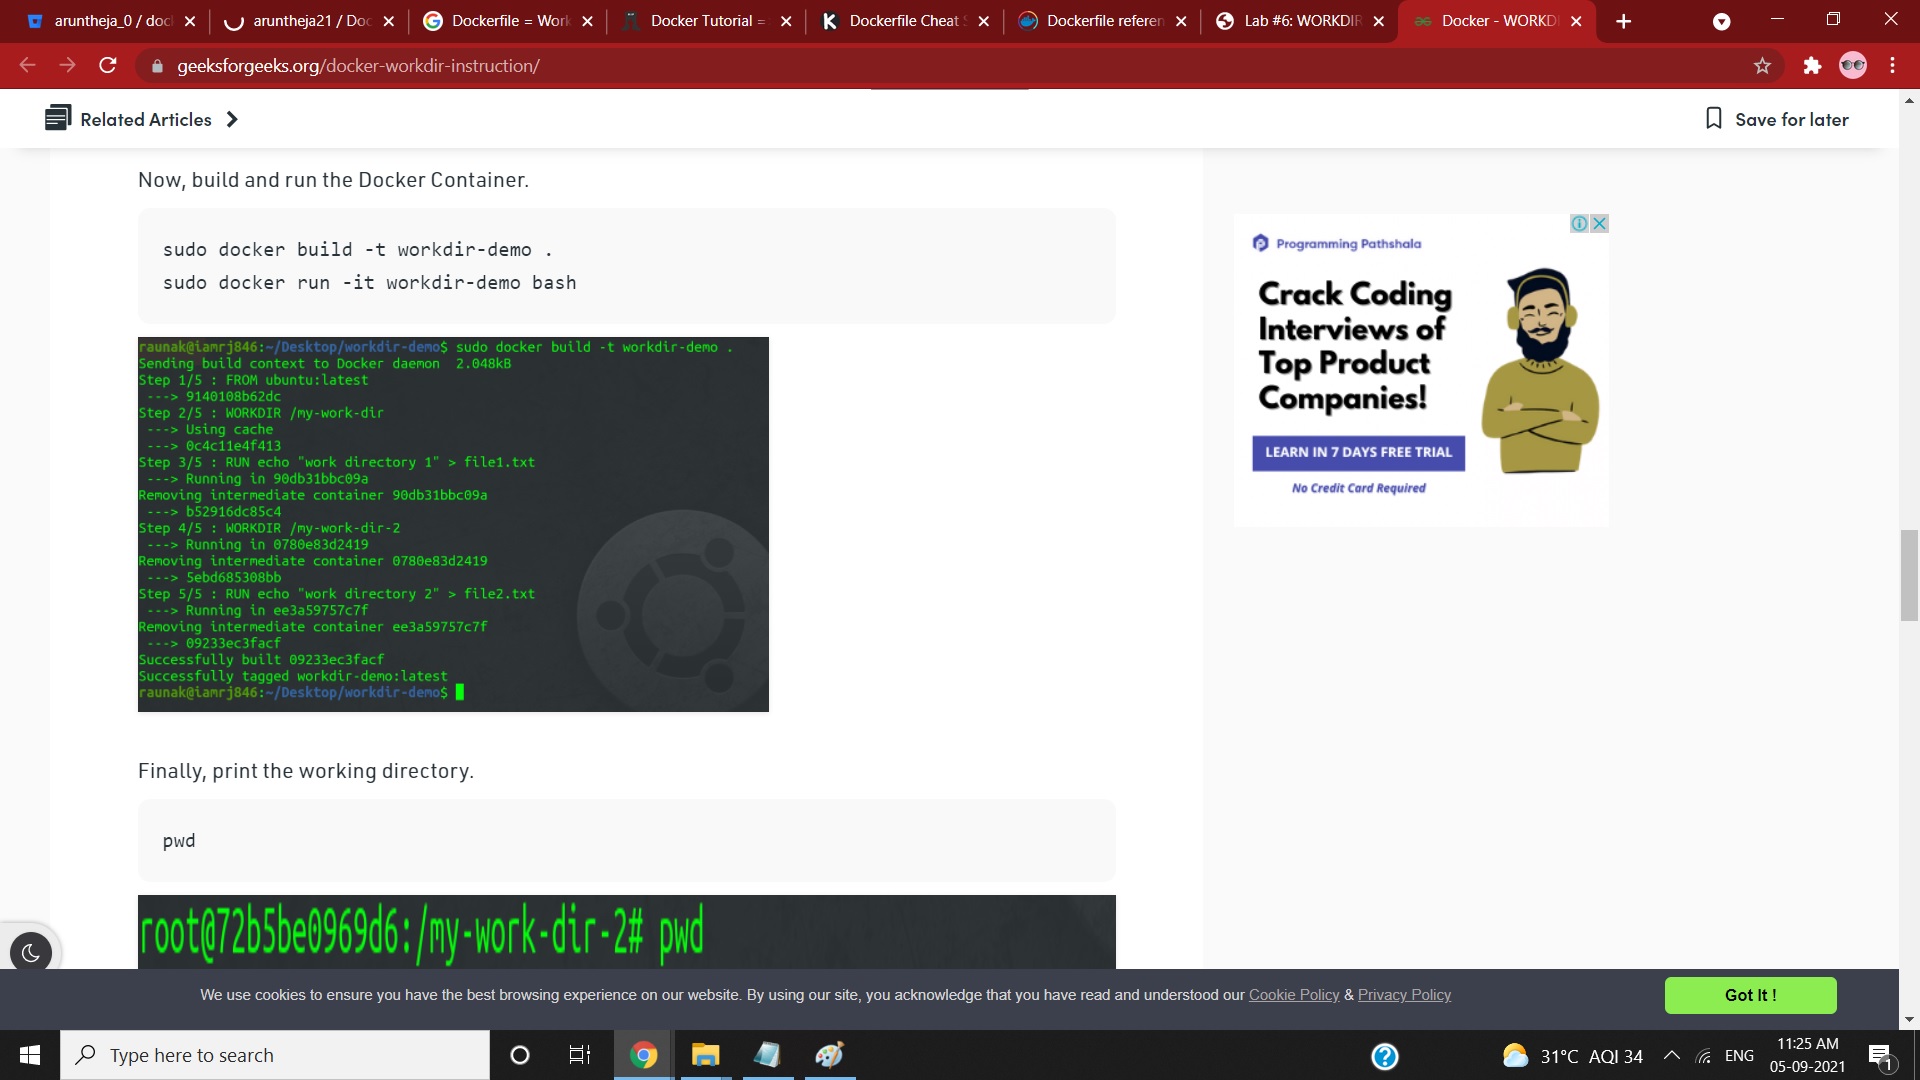 aruntheja_0 / doc
aruntheja21 / Doc
Dockerfile = Work
Docker Tutorial =
Dockerfile Cheat S
Dockerfile referen
Lab #6: WORKDIR
Docker - WORKDI
geeksforgeeks.org/docker-workdir-instruction/
Related Articles
Save for later
Now, build and run the Docker Container.
sudo docker build -t workdir-demo .
sudo docker run -it workdir-demo bash
raunak@iamrj846:~/Desktop/workdir-demo$ sudo docker build -t workdir-demo .
Sending build context to Docker daemon  2.048kB
Step 1/5 : FROM ubuntu:latest
 ---> 9140108b62dc
Step 2/5 : WORKDIR /my-work-dir
 ---> Using cache
 ---> 0c4c11e4f413
Step 3/5 : RUN echo "work directory 1" > file1.txt
 ---> Running in 90db31bbc09a
Removing intermediate container 90db31bbc09a
 ---> b52916dc85c4
Step 4/5 : WORKDIR /my-work-dir-2
 ---> Running in 0780e83d2419
Removing intermediate container 0780e83d2419
 ---> 5ebd685308bb
Step 5/5 : RUN echo "work directory 2" > file2.txt
 ---> Running in ee3a59757c7f
Removing intermediate container ee3a59757c7f
 ---> 09233ec3facf
Successfully built 09233ec3facf
Successfully tagged workdir-demo:latest
raunak@iamrj846:~/Desktop/workdir-demo$
Finally, print the working directory.
pwd
root@72b5be0969d6:/my-work-dir-2# pwd
Programming Pathshala
Crack Coding
Interviews of
Top Product
Companies!
LEARN IN 7 DAYS FREE TRIAL
No Credit Card Required
We use cookies to ensure you have the best browsing experience on our website. By using our site, you acknowledge that you have read and understood our Cookie Policy & Privacy Policy
Got It !
Type here to search
31°C AQI 34
ENG
11:25 AM
05-09-2021
1